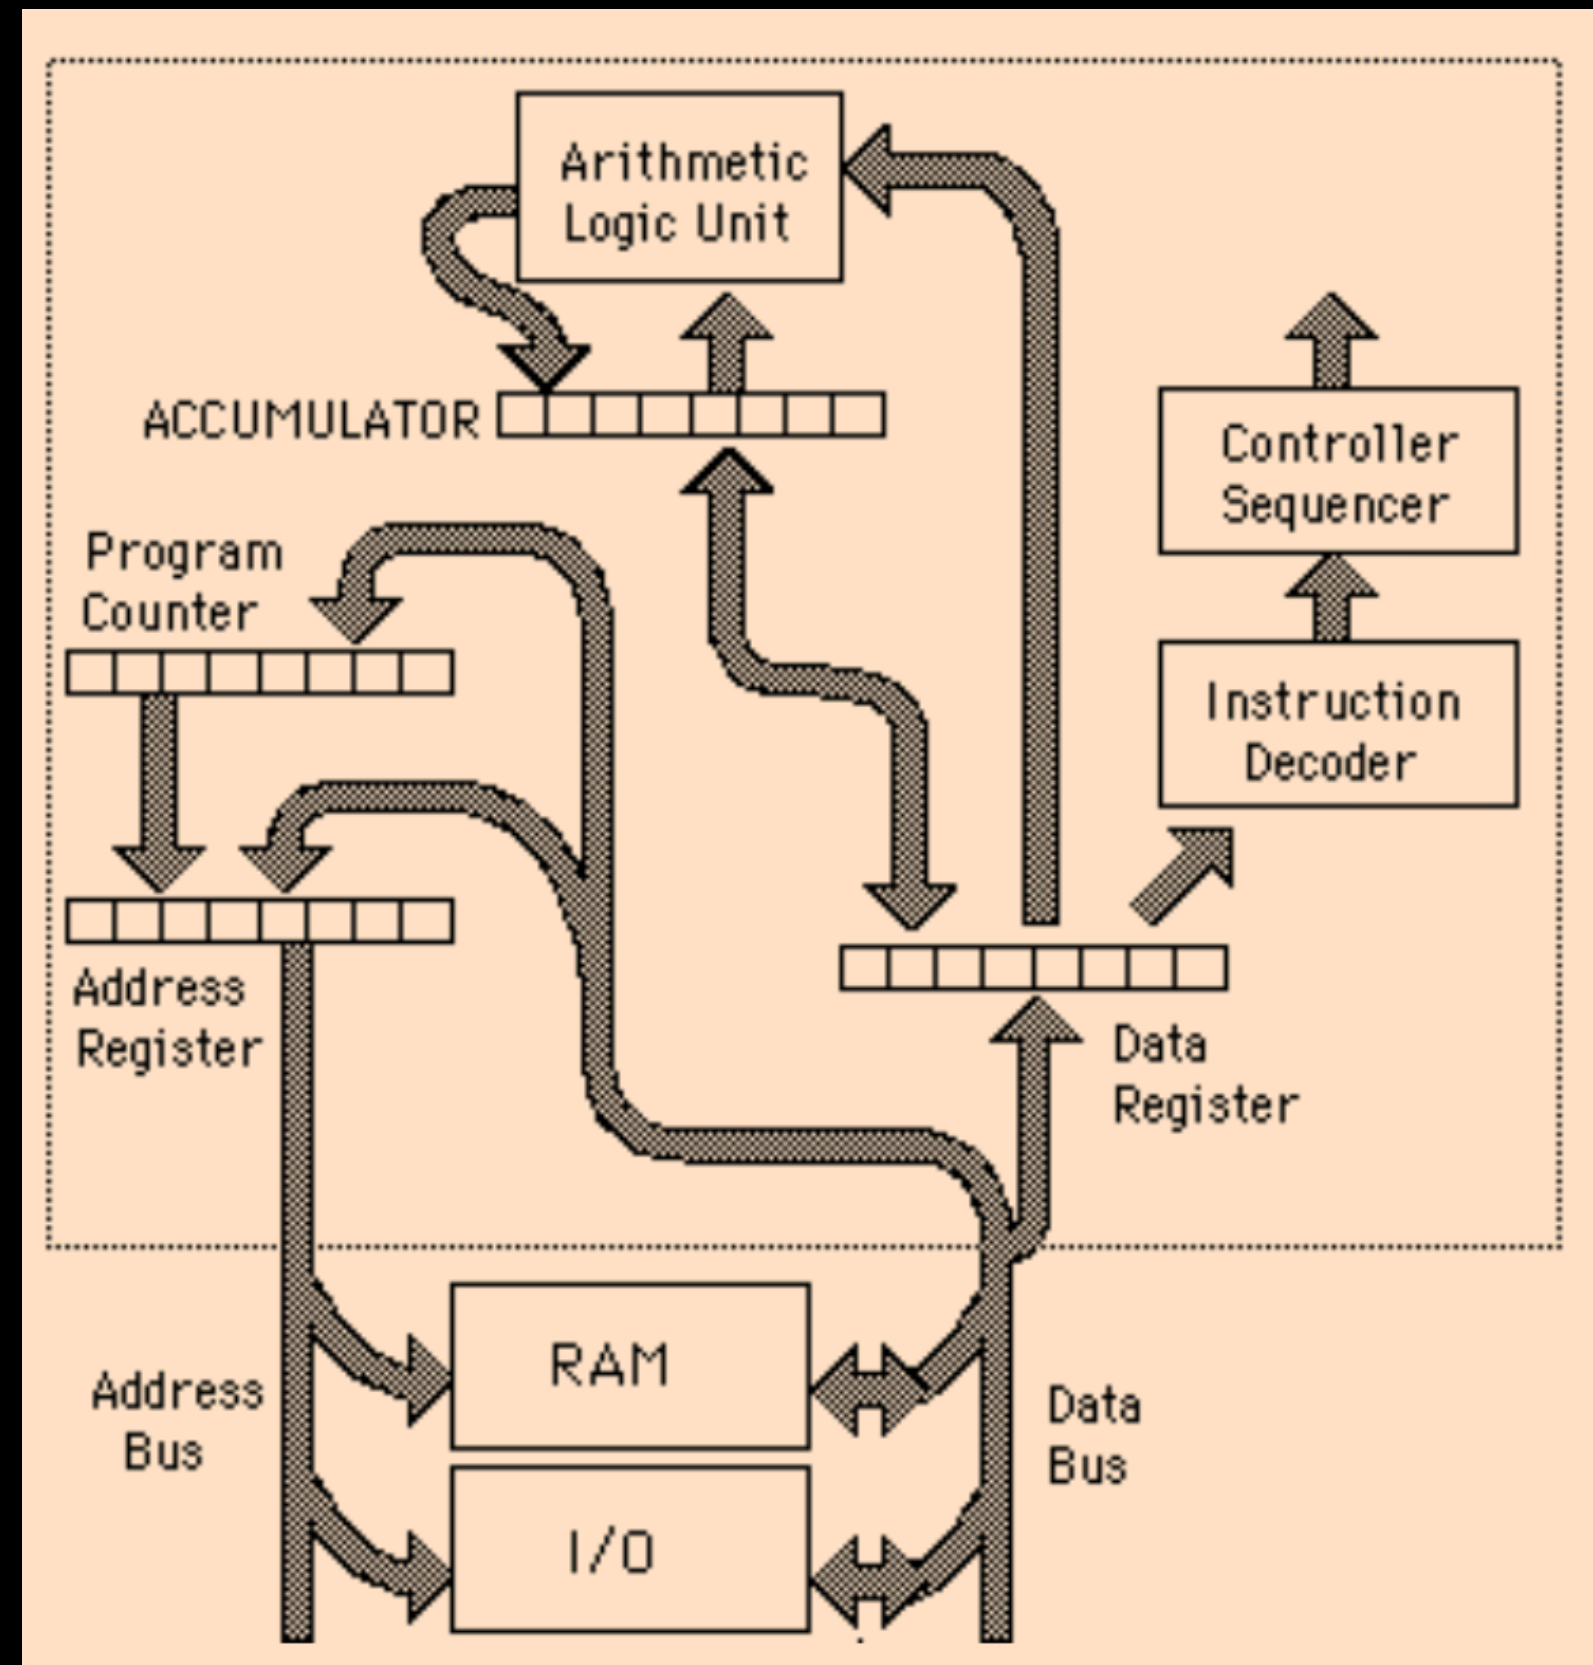 Arithmetic
Logic Unit
ACCUMULATOR
Controller
Sequencer
Program
Counter
Instruction
Decoder
Address
Register
Data
Register
RAM
Address
Bus
Data
Bus
I/O